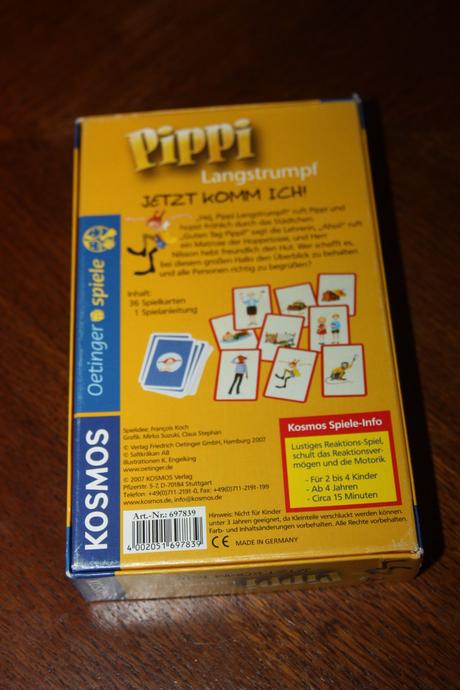 Pippi
Langstrumpf
JETZT KOMM ICH!
„Hej, Pippi Langstrumpf!" ruft Pippi und
hopst fröhlich durch das Städtchen.
„Guten Tag Pippi!" sagt die Lehrerin, „Ahoi!" ruft
ein Matrose der Hoppetosse, und Herr
Nilsson hebt freundlich den Hut. Wer schafft es,
bei diesem großen Hallo den Überblick zu behalten
und alle Personen richtig zu begrüßen?
Inhalt:
36 Spielkarten
1 Spielanleitung
Oetinger spiele
KOSMOS
Spielidee: François Koch
Grafik: Mirko Suzuki, Claus Stephan
© Verlag Friedrich Oetinger GmbH, Hamburg 2007
© Saltkråkan AB
Illustrationen K. Engelking
www.oetinger.de
© 2007 KOSMOS Verlag
Pfizerstr. 5-7, D-70184 Stuttgart
Telefon: +49(0)711-2191-0, Fax: +49(0)711-2191-199
www.kosmos.de, info@kosmos.de
Art.-Nr.: 697839
4 002051 697839
Kosmos Spiele-Info
Lustiges Reaktions-Spiel,
schult das Reaktionsver-
mögen und die Motorik
- Für 2 bis 4 Kinder
- Ab 4 Jahren
- Circa 15 Minuten
Hinweis: Nicht für Kinder
unter 3 Jahren geeignet, da Kleinteile verschluckt werden können.
Farb- und Inhaltsänderungen vorbehalten. Alle Rechte vorbehalten.
CE MADE IN GERMANY
Pippi